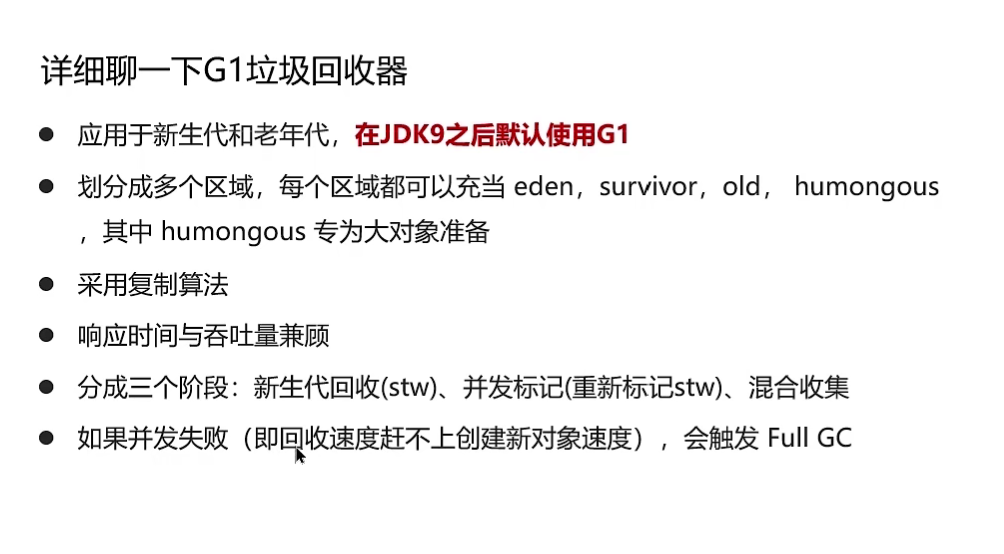 详细聊一下G1垃圾回收器
● 应用于新生代和老年代，在JDK9之后默认使用G1
● 划分成多个区域，每个区域都可以充当 eden，survivor，old， humongous
，其中 humongous 专为大对象准备
● 采用复制算法
● 响应时间与吞吐量兼顾
● 分成三个阶段：新生代回收(stw)、并发标记(重新标记stw)、混合收集
● 如果并发失败（即回收速度赶不上创建新对象速度），会触发 Full GC